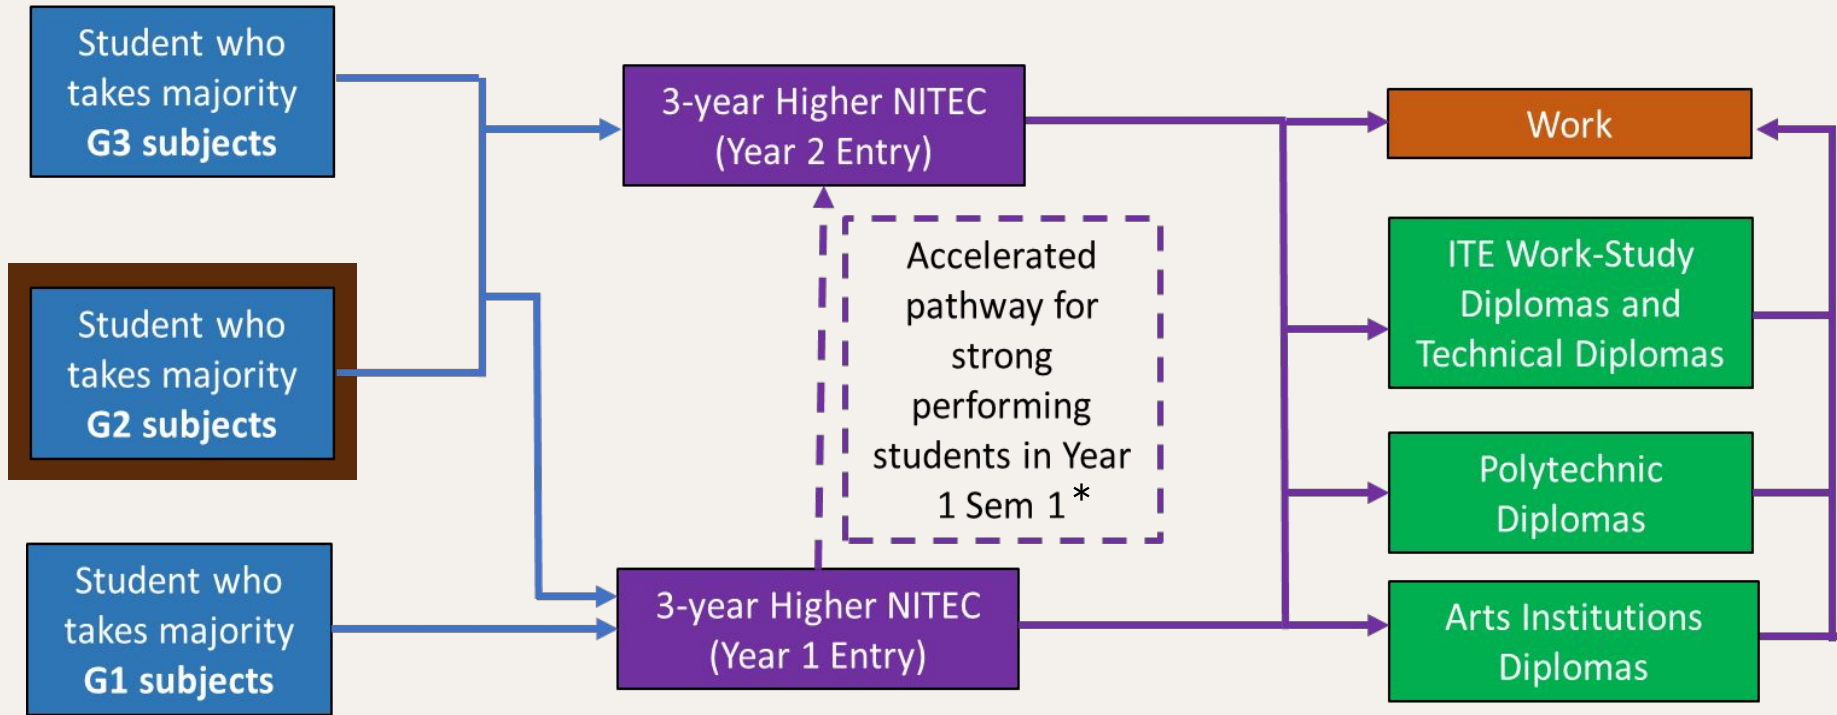 Student who
takes majority
G3 subjects
3-year Higher NITEC
(Year 2 Entry)
Work
Student who
takes majority
G2 subjects
Accelerated
pathway for
strong
performing
students in Year
1 Sem 1*
ITE Work-Study
Diplomas and
Technical Diplomas
Polytechnic
Diplomas
Student who
takes majority
G1 subjects
3-year Higher NITEC
(Year 1 Entry)
Arts Institutions
Diplomas